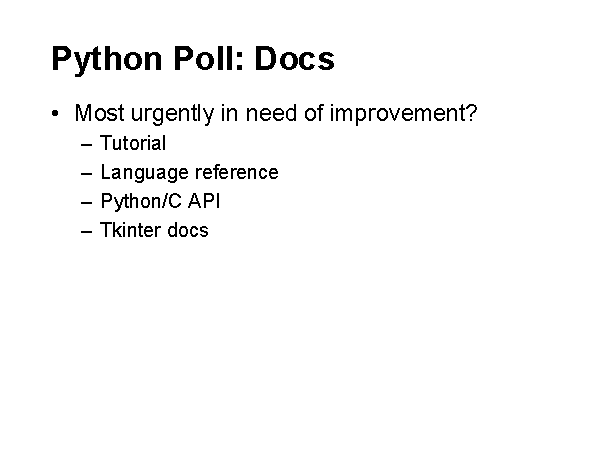 Python Poll: Docs
• Most urgently in need of improvement?
– Tutorial
– Language reference
– Python/C API
– Tkinter docs